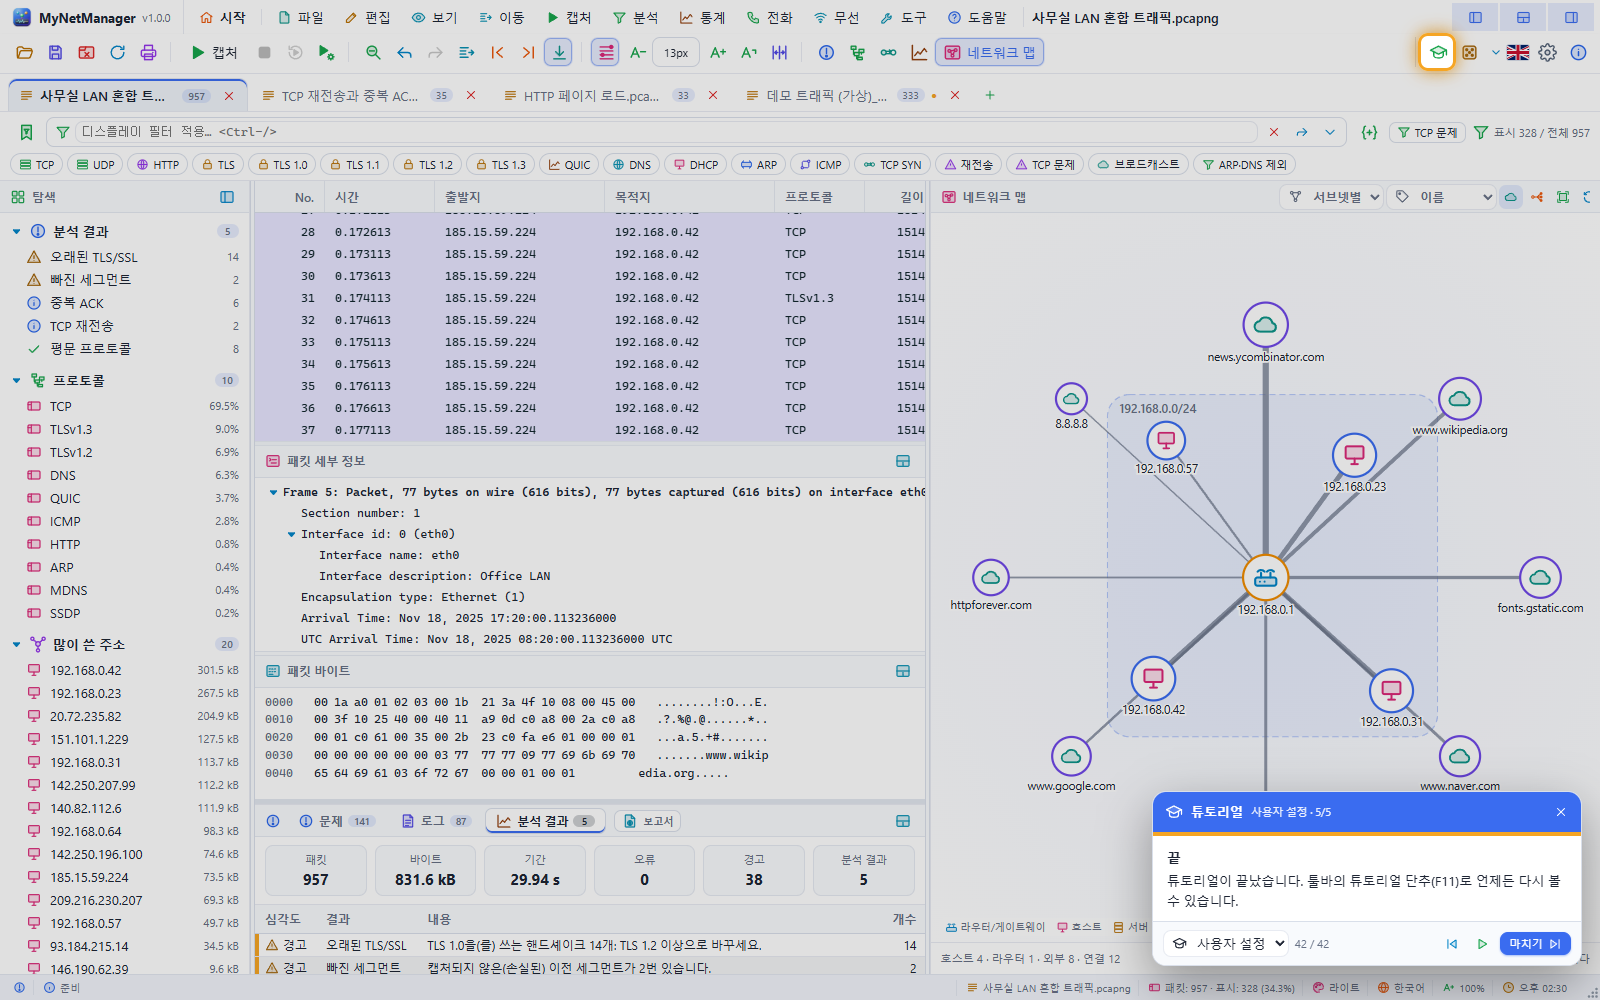 MyNetManager v1.0.0 시작 파일 편집 보기 이동 캡처 분석 통계 전화 무선 도구 도움말 사무실 LAN 혼합 트래픽.pcapng
캡처 A− 13px A+ A 네트워크 맵
사무실 LAN 혼합 트... 957 TCP 재전송과 중복 AC... 35 HTTP 페이지 로드.pca... 33 데모 트래픽 (가상)_... 333
디스플레이 필터 적용… <Ctrl-/> TCP 문제 표시 328 / 전체 957
TCP UDP HTTP TLS TLS 1.0 TLS 1.1 TLS 1.2 TLS 1.3 QUIC DNS DHCP ARP ICMP TCP SYN 재전송 TCP 문제 브로드캐스트 ARP·DNS 제외
탐색
분석 결과 5
오래된 TLS/SSL 14
빠진 세그먼트 2
중복 ACK 6
TCP 재전송 2
평문 프로토콜 8
프로토콜 10
TCP 69.5%
TLSv1.3 9.0%
TLSv1.2 6.9%
DNS 6.3%
QUIC 3.7%
ICMP 2.8%
HTTP 0.8%
ARP 0.4%
MDNS 0.4%
SSDP 0.2%
많이 쓴 주소 20
192.168.0.42 301.5 kB
192.168.0.23 267.5 kB
20.72.235.82 204.9 kB
151.101.1.229 127.5 kB
192.168.0.31 113.7 kB
142.250.207.99 112.2 kB
140.82.112.6 111.9 kB
192.168.0.64 98.3 kB
142.250.196.100 74.6 kB
185.15.59.224 73.5 kB
209.216.230.207 69.3 kB
192.168.0.57 49.7 kB
93.184.215.14 34.5 kB
146.190.62.39 9.6 kB
No. 시간 출발지 목적지 프로토콜 길이
28 0.172613 185.15.59.224 192.168.0.42 TCP 1514
29 0.173113 185.15.59.224 192.168.0.42 TCP 1514
30 0.173613 185.15.59.224 192.168.0.42 TCP 1514
31 0.174113 185.15.59.224 192.168.0.42 TLSv1.3 1514
32 0.174613 185.15.59.224 192.168.0.42 TCP 1514
33 0.175113 185.15.59.224 192.168.0.42 TCP 1514
34 0.175613 185.15.59.224 192.168.0.42 TCP 1514
35 0.176113 185.15.59.224 192.168.0.42 TCP 1514
36 0.176613 185.15.59.224 192.168.0.42 TCP 1514
37 0.177113 185.15.59.224 192.168.0.42 TCP 1514
패킷 세부 정보
Frame 5: Packet, 77 bytes on wire (616 bits), 77 bytes captured (616 bits) on interface eth0
Section number: 1
Interface id: 0 (eth0)
Interface name: eth0
Interface description: Office LAN
Encapsulation type: Ethernet (1)
Arrival Time: Nov 18, 2025 17:20:00.113236000
UTC Arrival Time: Nov 18, 2025 08:20:00.113236000 UTC
패킷 바이트
0000 00 1a a0 01 02 03 00 1b 21 3a 4f 10 08 00 45 00 ........!:O...E.
0010 00 3f 10 25 40 00 40 11 a9 0d c0 a8 00 2a c0 a8 .?.%@.@......*..
0020 00 01 c0 61 00 35 00 2b 23 c0 fa e6 01 00 00 01 ...a.5.+#.......
0030 00 00 00 00 00 00 03 77 77 77 09 77 69 6b 69 70 .......www.wikip
0040 65 64 69 61 03 6f 72 67 00 00 01 00 01 edia.org.....
문제 141 로그 87 분석 결과 5 보고서
패킷 바이트 기간 오류 경고 분석 결과
957 831.6 kB 29.94 s 0 38 5
심각도 결과 내용 개수
경고 오래된 TLS/SSL TLS 1.0을(를) 쓰는 핸드셰이크 14개: TLS 1.2 이상으로 바꾸세요. 14
경고 빠진 세그먼트 캡처되지 않은(손실된) 이전 세그먼트가 2번 있습니다. 2
네트워크 맵 서브넷별 이름
news.ycombinator.com
8.8.8.8
192.168.0.0/24
www.wikipedia.org
192.168.0.57
192.168.0.23
httpforever.com
192.168.0.1
fonts.gstatic.com
192.168.0.42
192.168.0.31
www.google.com
www.naver.com
라우터/게이트웨이 호스트 서버
호스트 4 · 라우터 1 · 외부 8 · 연결 12
튜토리얼 사용자 설정 · 5/5
끝
튜토리얼이 끝났습니다. 툴바의 튜토리얼 단추(F11)로 언제든 다시 볼
수 있습니다.
사용자 설정 42 / 42 마치기
준비 사무실 LAN 혼합 트래픽.pcapng 패킷: 957 · 표시: 328 (34.3%) 라이트 한국어 100% 오후 02:30